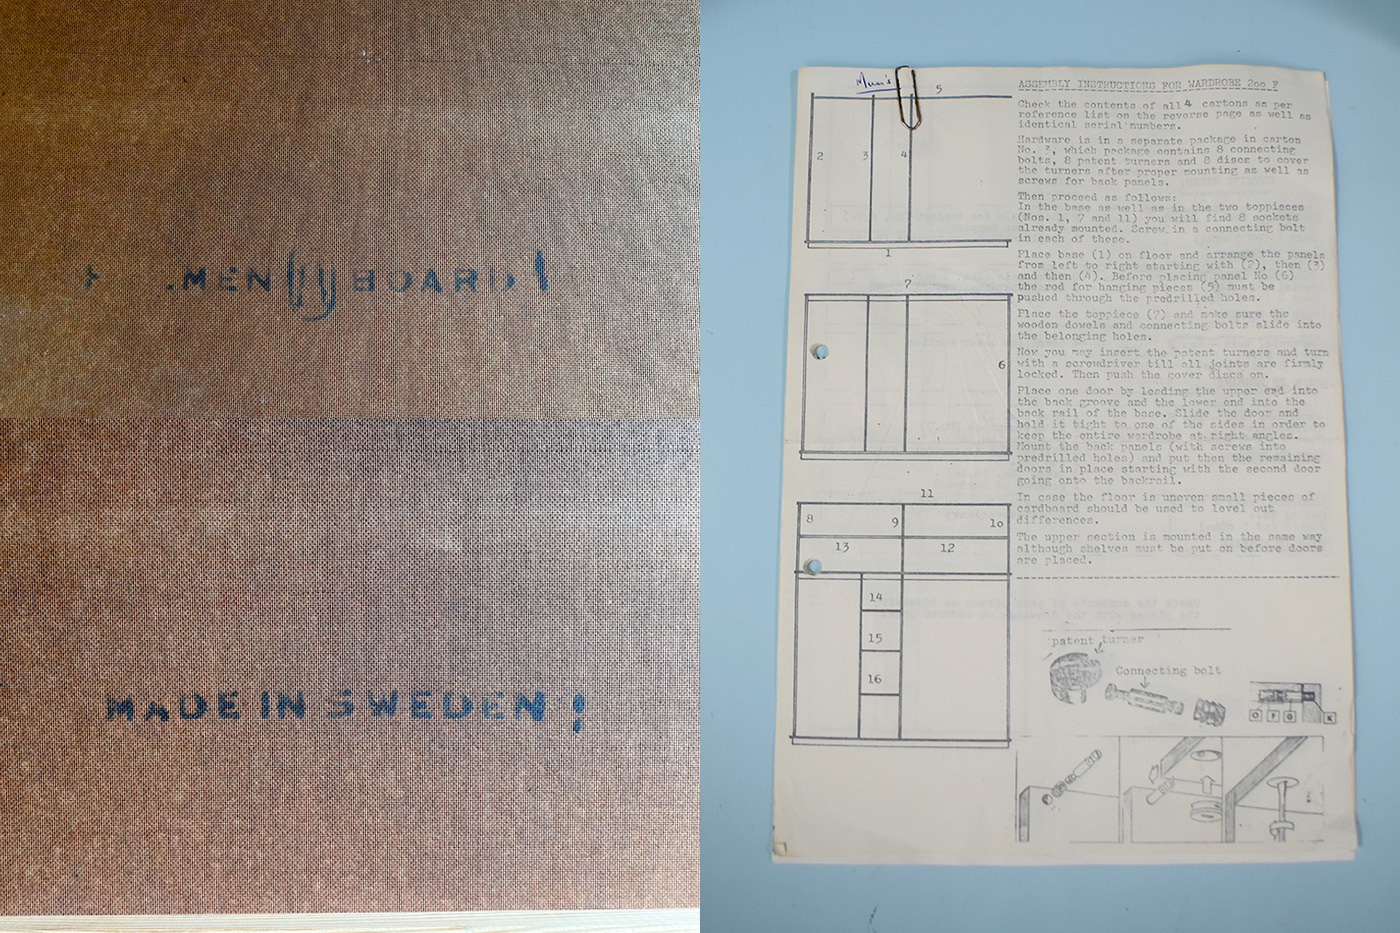 MADE IN SWEDEN
Mum's
5
2
3
4
1
7
6
11
8
9
10
13
12
14
15
16
ASSEMBLY INSTRUCTIONS FOR WARDROBE 2oo F
Check the contents of all 4 cartons as per
reference list on the reverse page as well as
identical serial numbers.
Hardware is in a separate package in carton
No. 3, which package contains 8 connecting
bolts, 8 patent turners and 8 discs to cover
the turners after proper mounting as well as
screws for back panels.
Then proceed as follows:
In the base as well as in the two toppieces
(Nos. 1, 7 and 11) you will find 8 sockets
already mounted. Screw in a connecting bolt
in each of these.
Place base (1) on floor and arrange the panels
from left to right starting with (2), then (3)
and then (4). Before placing panel No (6)
the rod for hanging pieces (5) must be
pushed through the predrilled holes.
Place the toppiece (7) and make sure the
wooden dowels and connecting bolts slide into
the belonging holes.
Now you may insert the patent turners and turn
with a screwdriver till all joints are firmly
locked. Then push the cover discs on.
Place one door by leading the upper end into
the back groove and the lower end into the
back rail of the base. Slide the door and
hold it tight to one of the sides in order to
keep the entire wardrobe at right angles.
Mount the back panels (with screws into
predrilled holes) and put then the remaining
doors in place starting with the second door
going onto the backrail.
In case the floor is uneven small pieces of
cardboard should be used to level out
differences.
The upper section is mounted in the same way
although shelves must be put on before doors
are placed.
patent turner
Connecting bolt